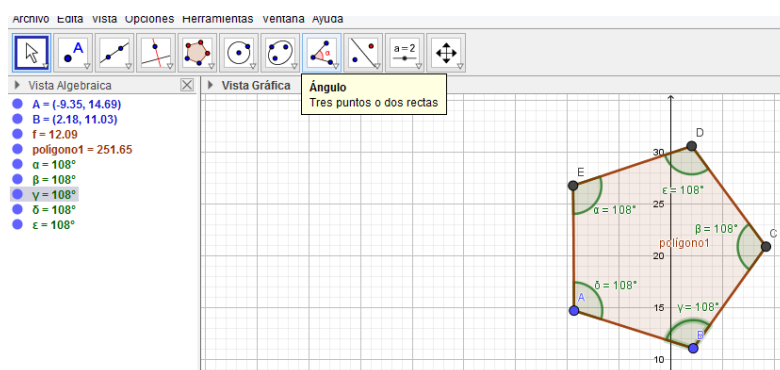 Archivo Edita Vista Opciones Herramientas Ventana Ayuda
A
α
a=2
Vista Algebraica
Vista Gráfica
Ángulo
Tres puntos o dos rectas
A = (-9.35, 14.69)
B = (2.18, 11.03)
f = 12.09
polígono1 = 251.65
α = 108°
β = 108°
γ = 108°
δ = 108°
ε = 108°
D
30
E
ε = 108°
25
α = 108°
β = 108°
C
polígono1
20
δ = 108°
A
15
γ = 108°
B
10